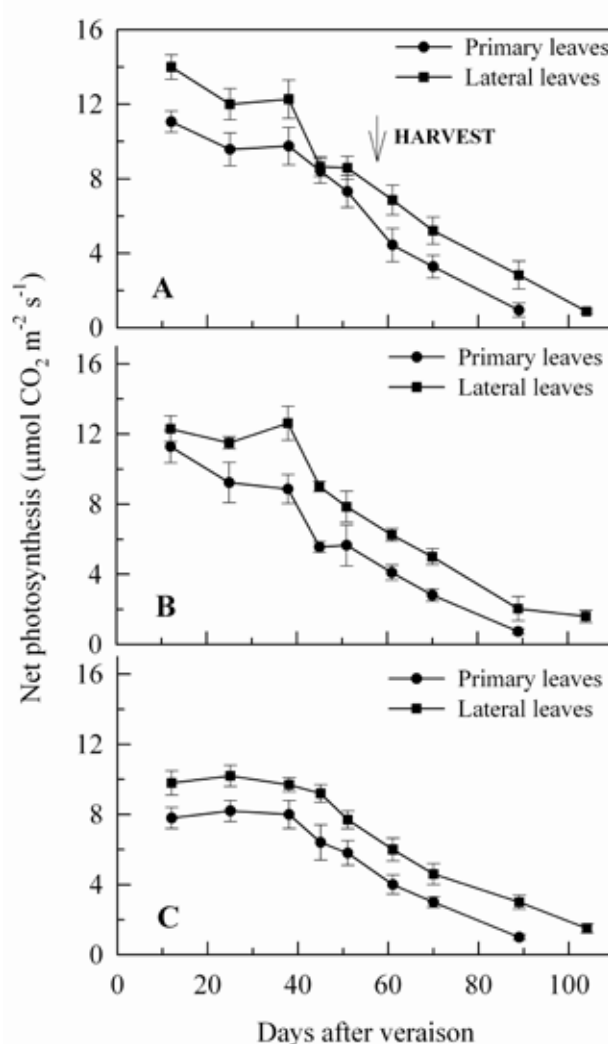 16
12
8
4
0
Primary leaves
Lateral leaves
HARVEST
A
16
12
8
4
0
Primary leaves
Lateral leaves
B
16
12
8
4
0
Primary leaves
Lateral leaves
C
0 20 40 60 80 100
Days after veraison
Net photosynthesis (μmol CO₂ m⁻² s⁻¹)